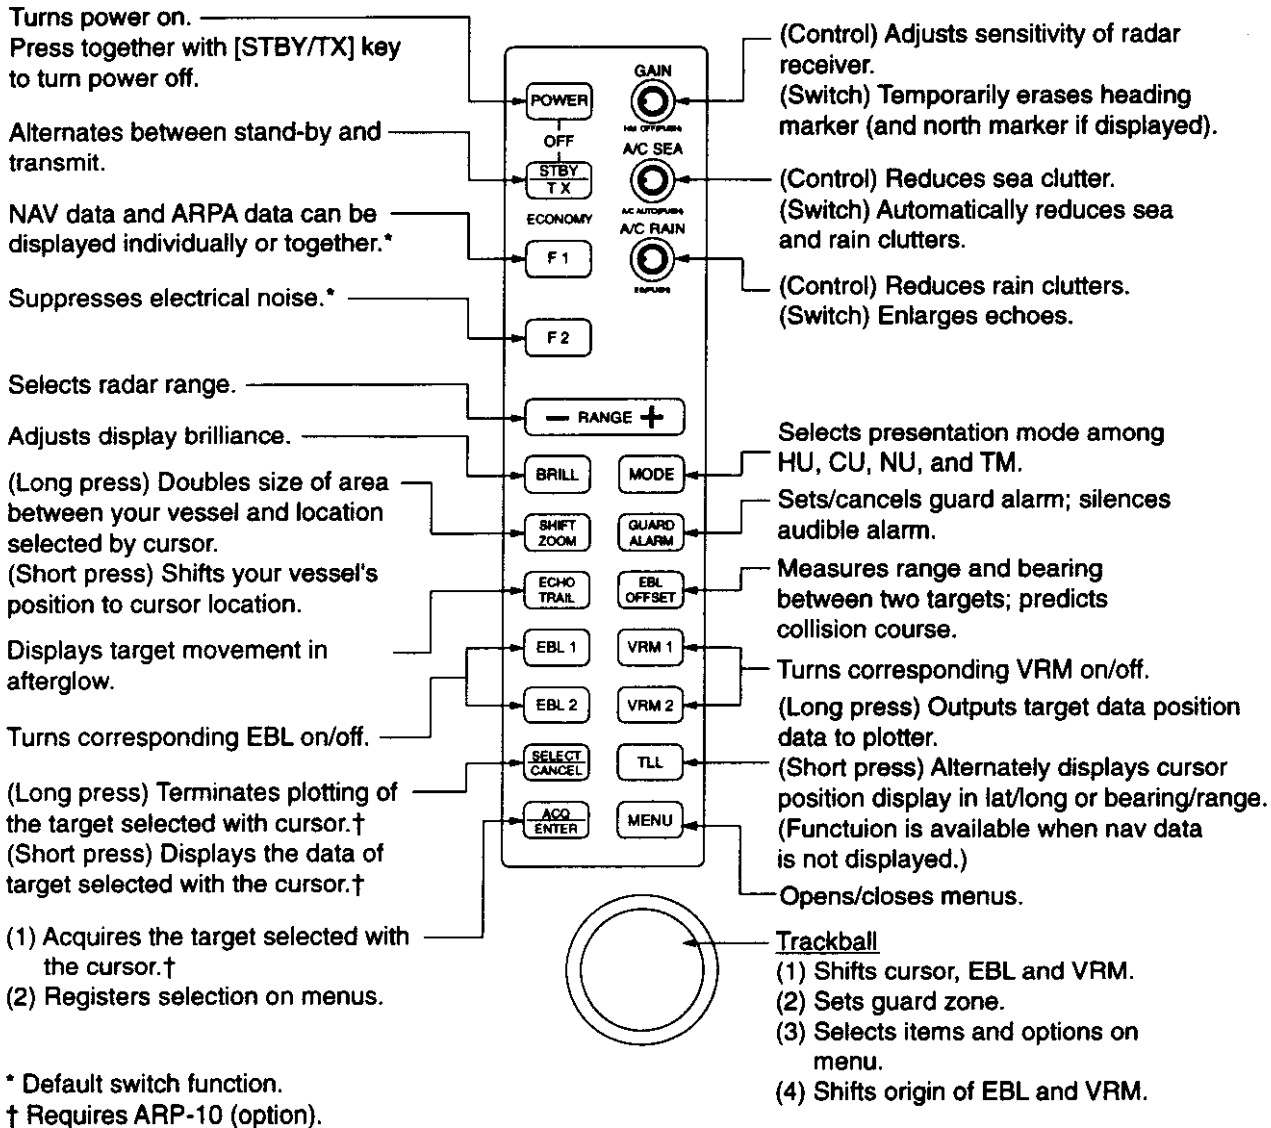 Turns power on.
Press together with [STBY/TX] key
to turn power off.
Alternates between stand-by and
transmit.
NAV data and ARPA data can be
displayed individually or together.*
Suppresses electrical noise.*
Selects radar range.
Adjusts display brilliance.
(Long press) Doubles size of area
between your vessel and location
selected by cursor.
(Short press) Shifts your vessel's
position to cursor location.
Displays target movement in
afterglow.
Turns corresponding EBL on/off.
(Long press) Terminates plotting of
the target selected with cursor.†
(Short press) Displays the data of
target selected with the cursor.†
(1) Acquires the target selected with
the cursor.†
(2) Registers selection on menus.
* Default switch function.
† Requires ARP-10 (option).
POWER
OFF
STBY
TX
ECONOMY
F 1
F 2
GAIN
HM OFF/PUSH
A/C SEA
A/C AUTO/PUSH
A/C RAIN
− RANGE +
BRILL
MODE
SHIFT
ZOOM
GUARD
ALARM
ECHO
TRAIL
EBL
OFFSET
EBL 1
VRM 1
EBL 2
VRM 2
SELECT
CANCEL
TLL
ACQ
ENTER
MENU
(Control) Adjusts sensitivity of radar
receiver.
(Switch) Temporarily erases heading
marker (and north marker if displayed).
(Control) Reduces sea clutter.
(Switch) Automatically reduces sea
and rain clutters.
(Control) Reduces rain clutters.
(Switch) Enlarges echoes.
Selects presentation mode among
HU, CU, NU, and TM.
Sets/cancels guard alarm; silences
audible alarm.
Measures range and bearing
between two targets; predicts
collision course.
Turns corresponding VRM on/off.
(Long press) Outputs target data position
data to plotter.
(Short press) Alternately displays cursor
position display in lat/long or bearing/range.
(Functuion is available when nav data
is not displayed.)
Opens/closes menus.
Trackball
(1) Shifts cursor, EBL and VRM.
(2) Sets guard zone.
(3) Selects items and options on
menu.
(4) Shifts origin of EBL and VRM.